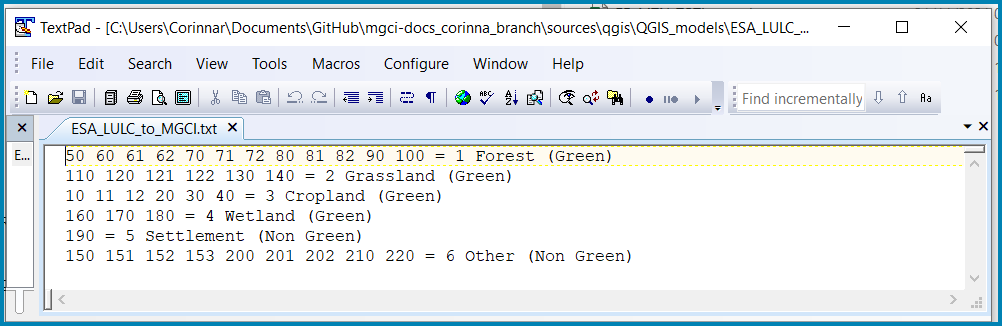 TextPad - [C:\Users\Corinnar\Documents\GitHub\mgci-docs_corinna_branch\sources\qgis\QGIS_models\ESA_LULC_...
File Edit Search View Tools Macros Configure Window Help
Find incrementally
ESA_LULC_to_MGCI.txt
E...
50 60 61 62 70 71 72 80 81 82 90 100 = 1 Forest (Green)
110 120 121 122 130 140 = 2 Grassland (Green)
10 11 12 20 30 40 = 3 Cropland (Green)
160 170 180 = 4 Wetland (Green)
190 = 5 Settlement (Non Green)
150 151 152 153 200 201 202 210 220 = 6 Other (Non Green)